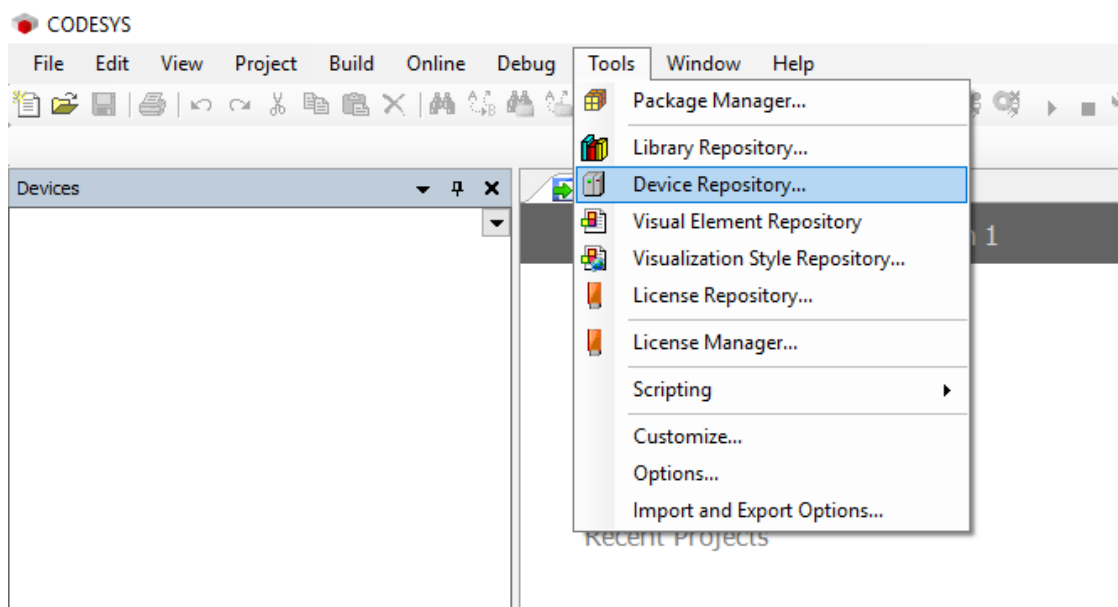 CODESYS
File Edit View Project Build Online Debug Tools Window Help
Package Manager...
Library Repository...
Devices
Device Repository...
Visual Element Repository
1
Visualization Style Repository...
License Repository...
License Manager...
Scripting
Customize...
Options...
Import and Export Options...
Recent Projects